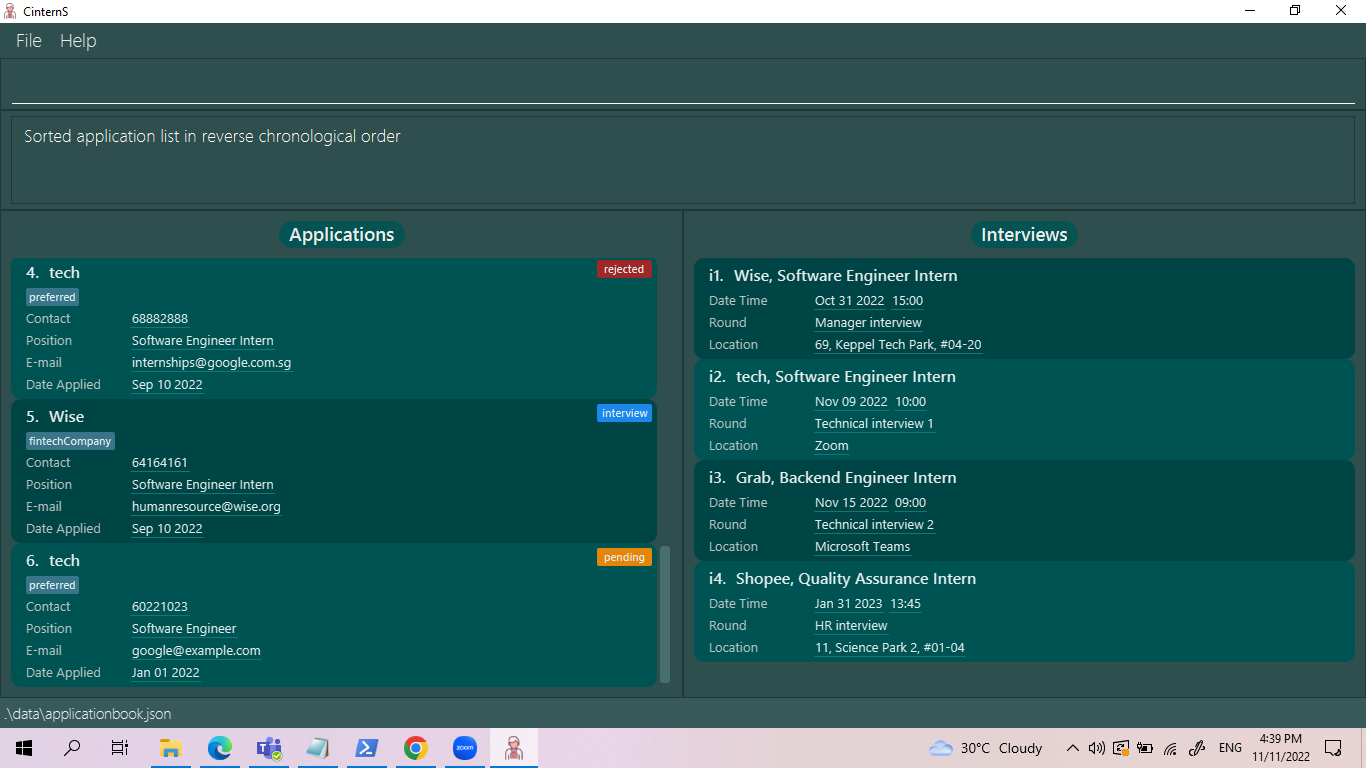 CinternS
File Help
Sorted application list in reverse chronological order
Applications
4. tech
rejected
preferred
Contact 68882888
Position Software Engineer Intern
E-mail internships@google.com.sg
Date Applied Sep 10 2022
5. Wise
interview
fintechCompany
Contact 64164161
Position Software Engineer Intern
E-mail humanresource@wise.org
Date Applied Sep 10 2022
6. tech
pending
preferred
Contact 60221023
Position Software Engineer
E-mail google@example.com
Date Applied Jan 01 2022
Interviews
i1. Wise, Software Engineer Intern
Date Time Oct 31 2022 15:00
Round Manager interview
Location 69, Keppel Tech Park, #04-20
i2. tech, Software Engineer Intern
Date Time Nov 09 2022 10:00
Round Technical interview 1
Location Zoom
i3. Grab, Backend Engineer Intern
Date Time Nov 15 2022 09:00
Round Technical interview 2
Location Microsoft Teams
i4. Shopee, Quality Assurance Intern
Date Time Jan 31 2023 13:45
Round HR interview
Location 11, Science Park 2, #01-04
.\data\applicationbook.json
zoom
30°C Cloudy
ENG
4:39 PM
11/11/2022